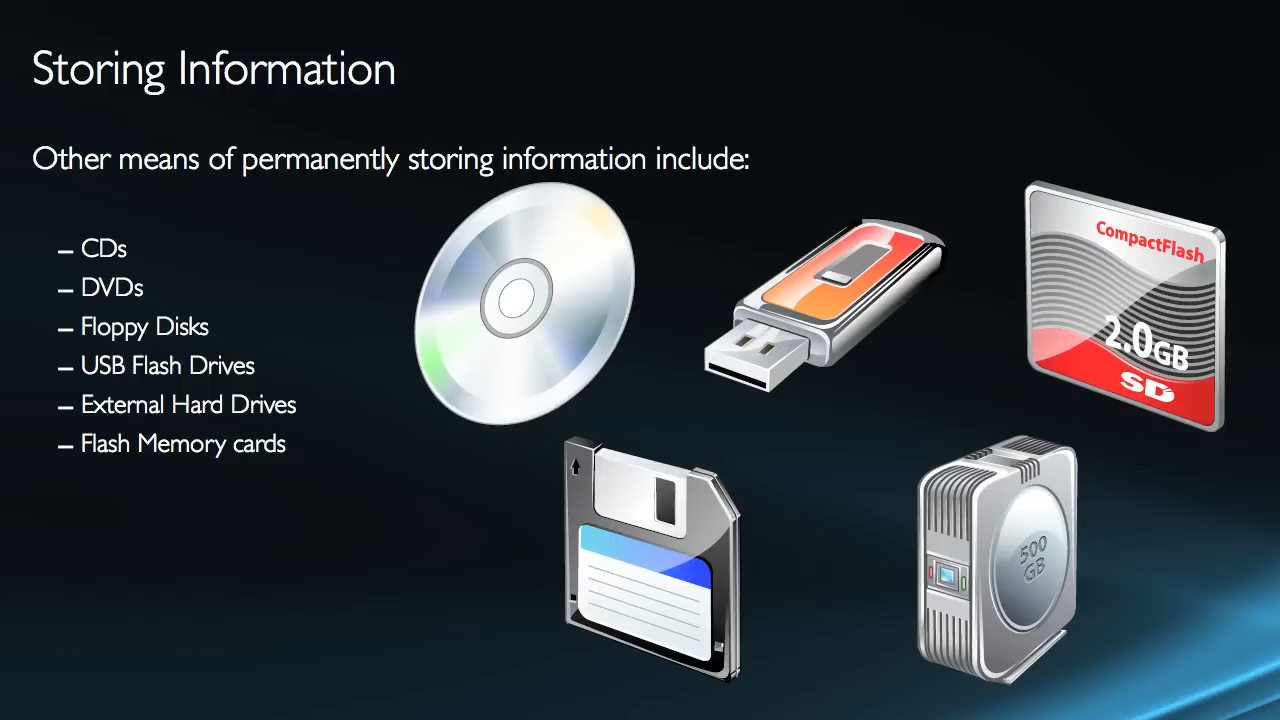 Storing Information
Other means of permanently storing information include:
– CDs
– DVDs
– Floppy Disks
– USB Flash Drives
– External Hard Drives
– Flash Memory cards
CompactFlash
2.0GB
SD
500
GB